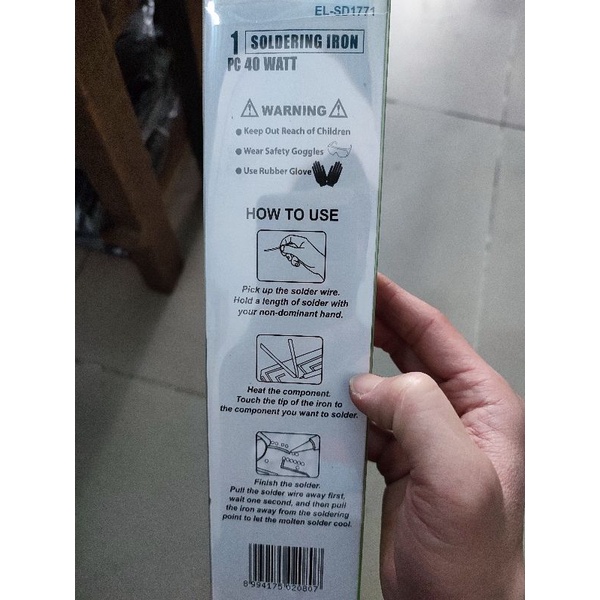 EL-SD1771
1 SOLDERING IRON
PC 40 WATT
WARNING
Keep Out Reach of Children
Wear Safety Goggles
Use Rubber Glove
HOW TO USE
Pick up the solder wire.
Hold a length of solder with
your non-dominant hand.
Heat the component.
Touch the tip of the iron to
the component you want to solder.
Finish the solder.
Pull the solder wire away first,
wait one second, and then pull
the iron away from the soldering
point to let the molten solder cool.
8 994175 020807